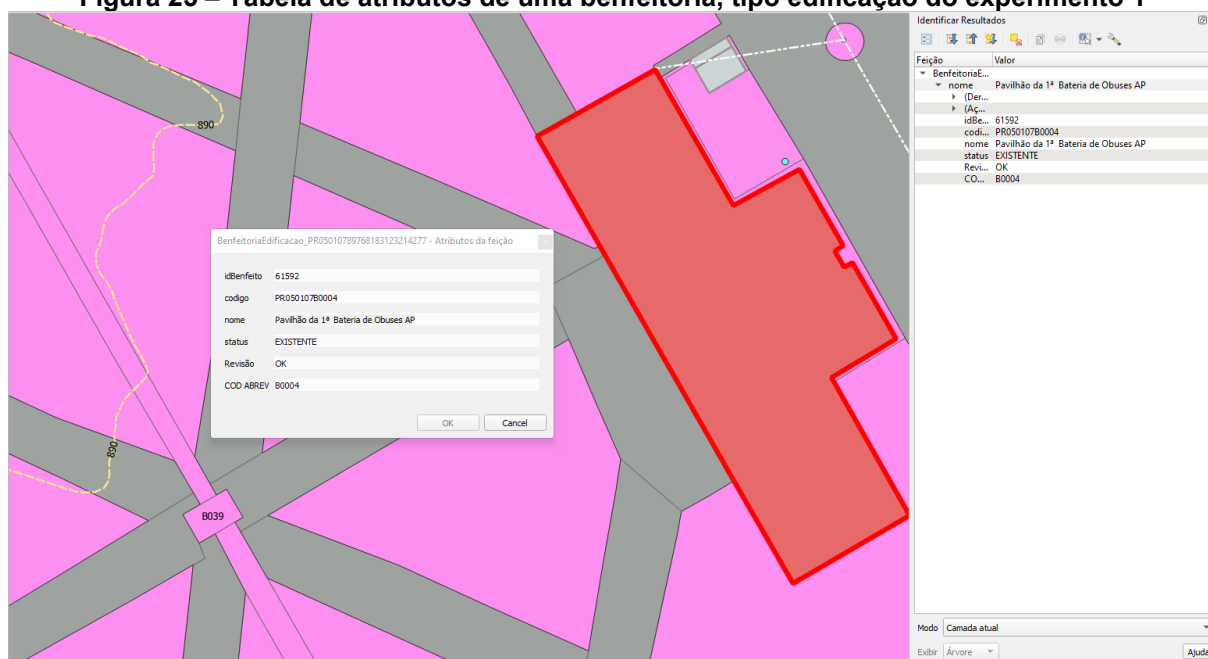 Figura 25 – Tabela de atributos de uma benfeitoria, tipo edificação do experimento 1
890
890
B039
BenfeitoriaEdificacao_PR05010789768183123214277 - Atributos da feição
idBenfeito 61592
codigo PR050107B0004
nome Pavilhão da 1ª Bateria de Obuses AP
status EXISTENTE
Revisão OK
COD ABREV B0004
OK Cancel
Identificar Resultados
Feição Valor
BenfeitoriaE...
nome Pavilhão da 1ª Bateria de Obuses AP
(Der...
(Aç...
idBe... 61592
codi... PR050107B0004
nome Pavilhão da 1ª Bateria de Obuses AP
status EXISTENTE
Revi... OK
CO... B0004
Modo Camada atual
Exibir Árvore Ajuda